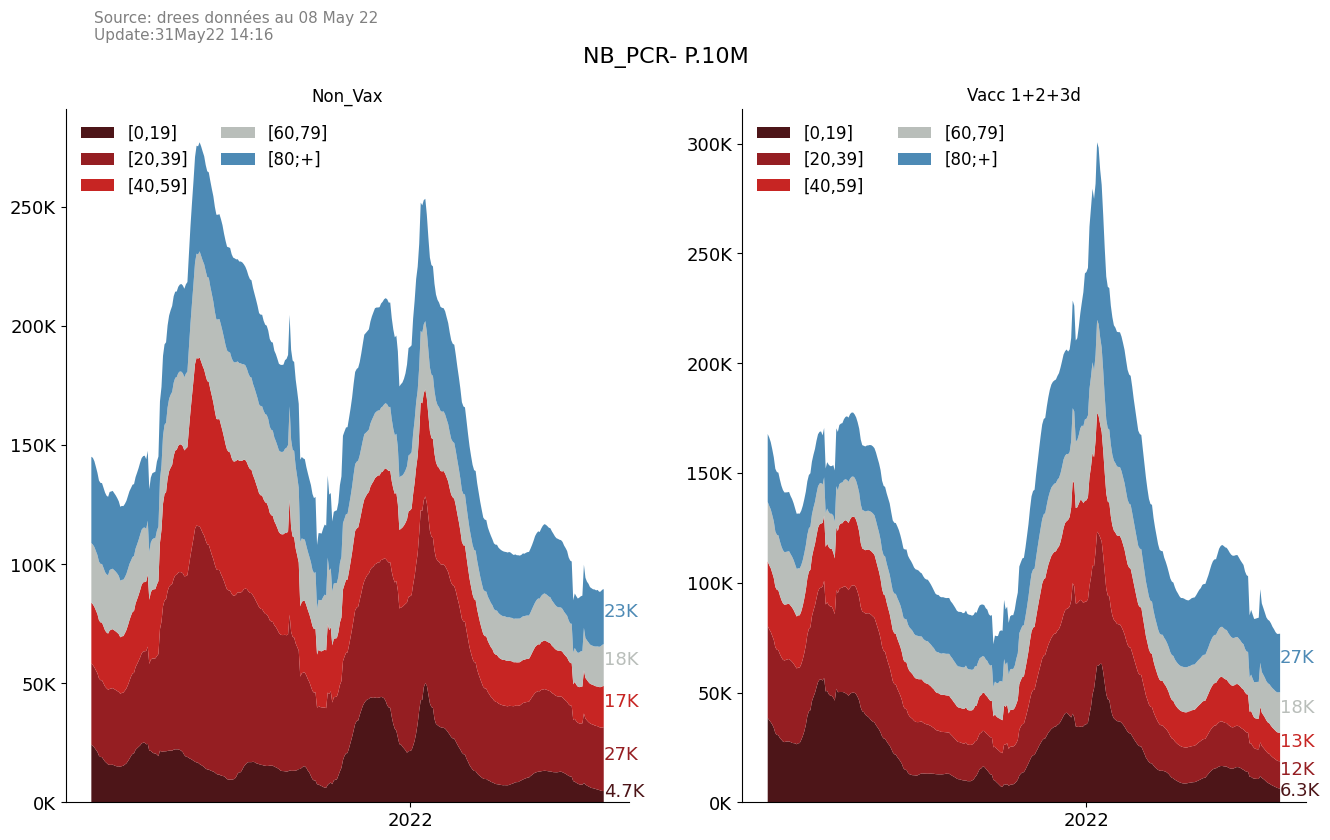 Source: drees données au 08 May 22
Update:31May22 14:16
NB_PCR- P.10M
Non_Vax
[0,19]
[20,39]
[40,59]
[60,79]
[80;+]
250K
200K
150K
100K
50K
0K
23K
18K
17K
27K
4.7K
2022
Vacc 1+2+3d
[0,19]
[20,39]
[40,59]
[60,79]
[80;+]
300K
250K
200K
150K
100K
50K
0K
27K
18K
13K
12K
6.3K
2022